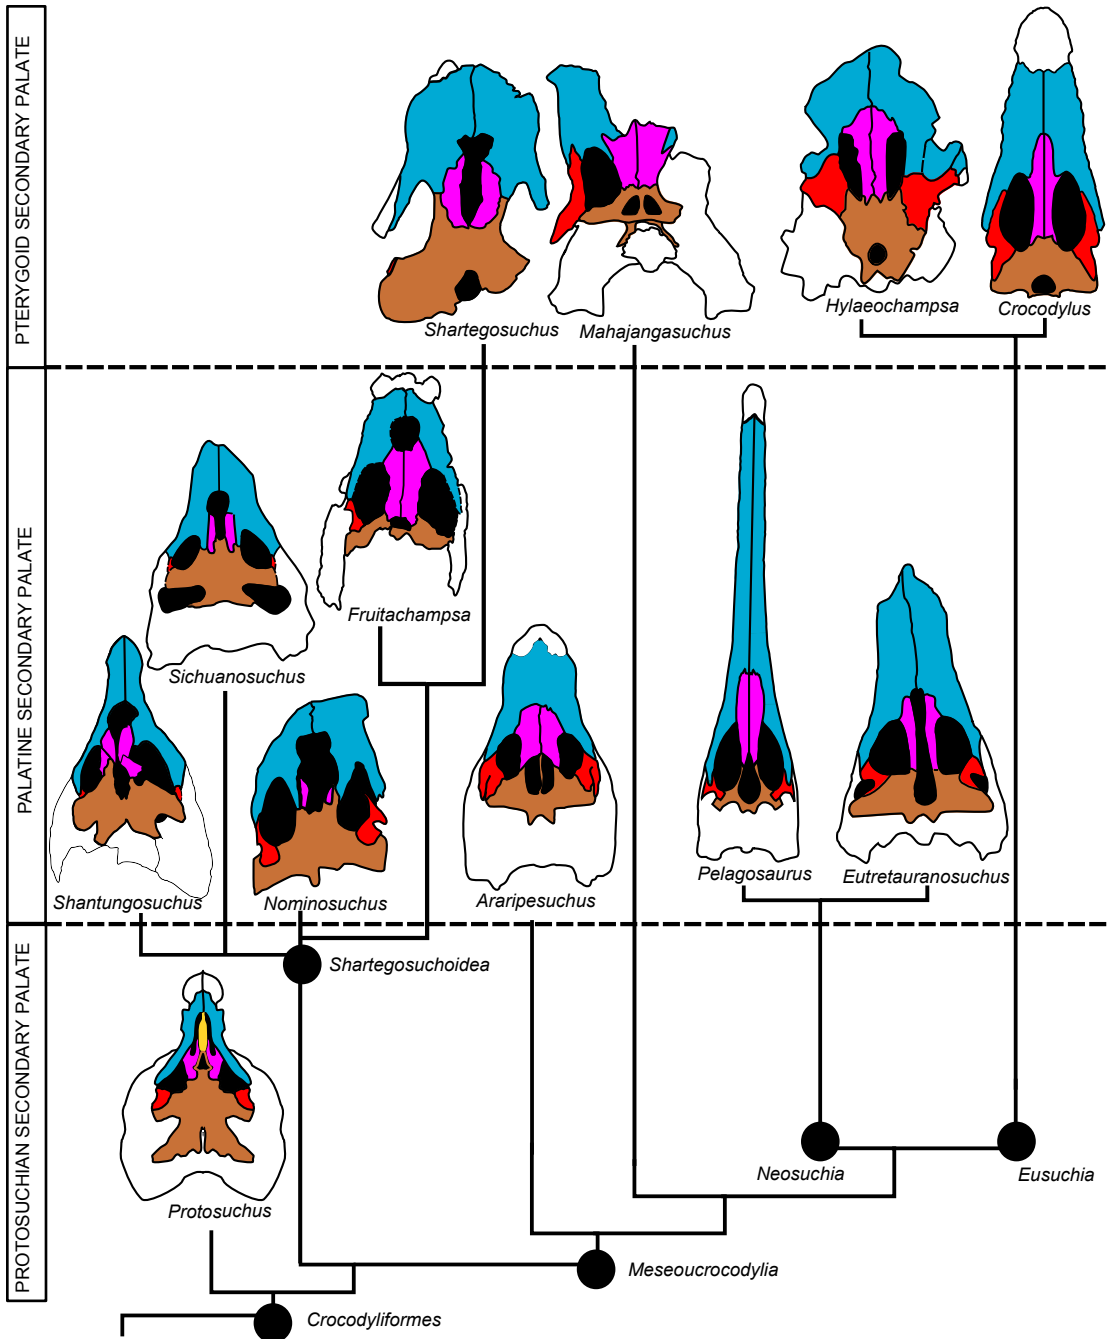 PTERYGOID SECONDARY PALATE
Shartegosuchus
Mahajangasuchus
Hylaeochampsa
Crocodylus
PALATINE SECONDARY PALATE
Fruitachampsa
Sichuanosuchus
Shantungosuchus
Nominosuchus
Araripesuchus
Pelagosaurus
Eutretauranosuchus
PROTOSUCHIAN SECONDARY PALATE
Shartegosuchoidea
Protosuchus
Neosuchia
Eusuchia
Meseoucrocodylia
Crocodyliformes